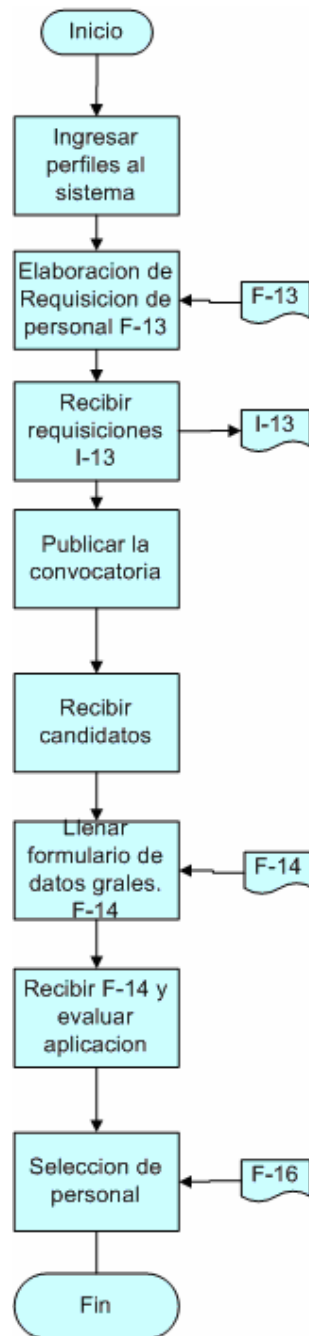 Inicio
Ingresar
perfiles al
sistema
Elaboracion de
Requisicion de
personal F-13
F-13
Recibir
requisiciones
I-13
I-13
Publicar la
convocatoria
Recibir
candidatos
Llenar
formulario de
datos grales.
F-14
F-14
Recibir F-14 y
evaluar
aplicacion
Seleccion de
personal
F-16
Fin